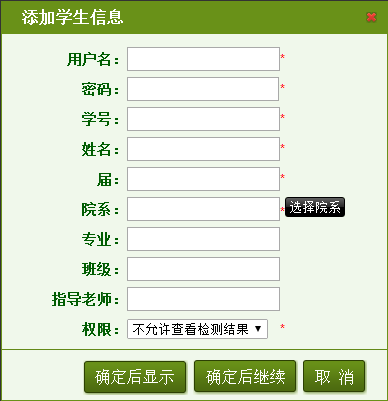 添加学生信息
用户名：*
密码：*
学号：*
姓名：*
届：*
院系：* 选择院系
专业：
班级：
指导老师：
权限：不允许查看检测结果 ▼ *
确定后显示 确定后继续 取 消